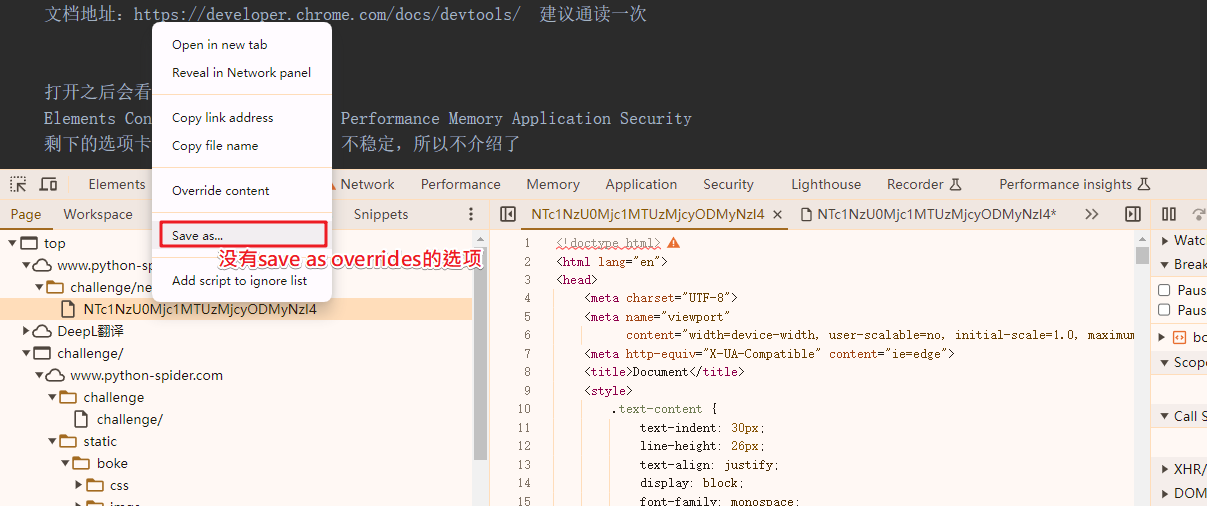 文档地址：https://developer.chrome.com/docs/devtools/ 建议通读一次
Open in new tab
Reveal in Network panel
打开之后会看
Copy link address
Elements Con Performance Memory Application Security
剩下的选项卡 不稳定，所以不介绍了
Copy file name
Override content
Elements Network Performance Memory Application Security Lighthouse Recorder Performance insights
Page Workspace Snippets NTc1NzU0Mjc1MTUzMjcyODMyNzI4 × NTc1NzU0Mjc1MTUzMjcyODMyNzI4*
Save as...
没有save as overrides的选项
Add script to ignore list
top
www.python-sp
challenge/ne
NTc1NzU0Mjc1MTUzMjcyODMyNzI4
DeepL翻译
challenge/
www.python-spider.com
challenge
challenge/
static
boke
css
1 <!doctype html>
2 <html lang="en">
3 <head>
4 <meta charset="UTF-8">
5 <meta name="viewport"
6 content="width=device-width, user-scalable=no, initial-scale=1.0, maximum
7 <meta http-equiv="X-UA-Compatible" content="ie=edge">
8 <title>Document</title>
9 <style>
10 .text-content {
11 text-indent: 30px;
12 line-height: 26px;
13 text-align: justify;
14 display: block;
15 font-family: monospace;
Watc
Break
Paus
Paus
bo
Scope
Call S
XHR/
DOM